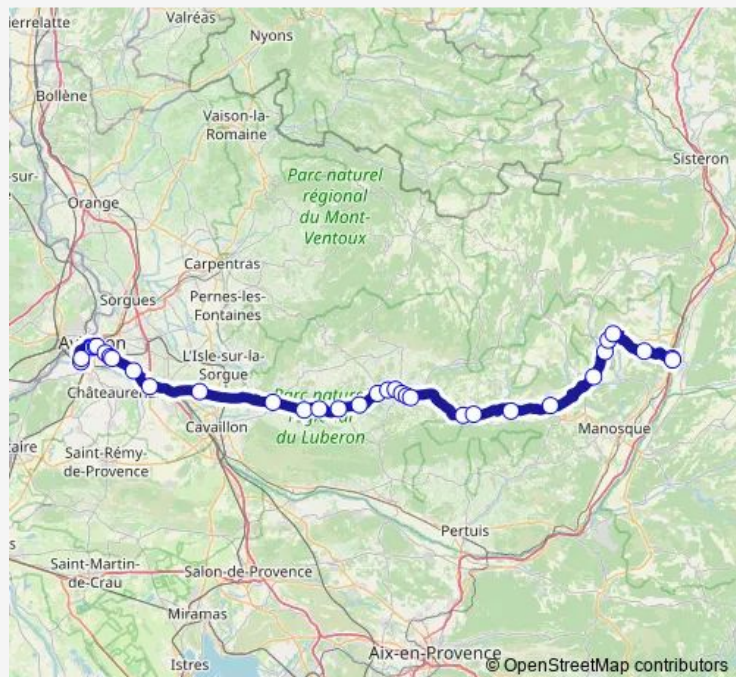 Valréas
ierrelatte
Nyons
Bollène
Vaison-la-
Romaine
Sisteron
Parc naturel
régional
du Mont-
Ventoux
Orange
Carpentras
Sorgues
Pernes-les-
Fontaines
L'Isle-sur-la-
Sorgue
Cavaillon
du Luberon
Manosque
Saint-Rémy-
de-Provence
Pertuis
Saint-Martin-
de-Crau
Salon-de-Provence
Miramas
Istres
Aix-en-Provence
© OpenStreetMap contributors